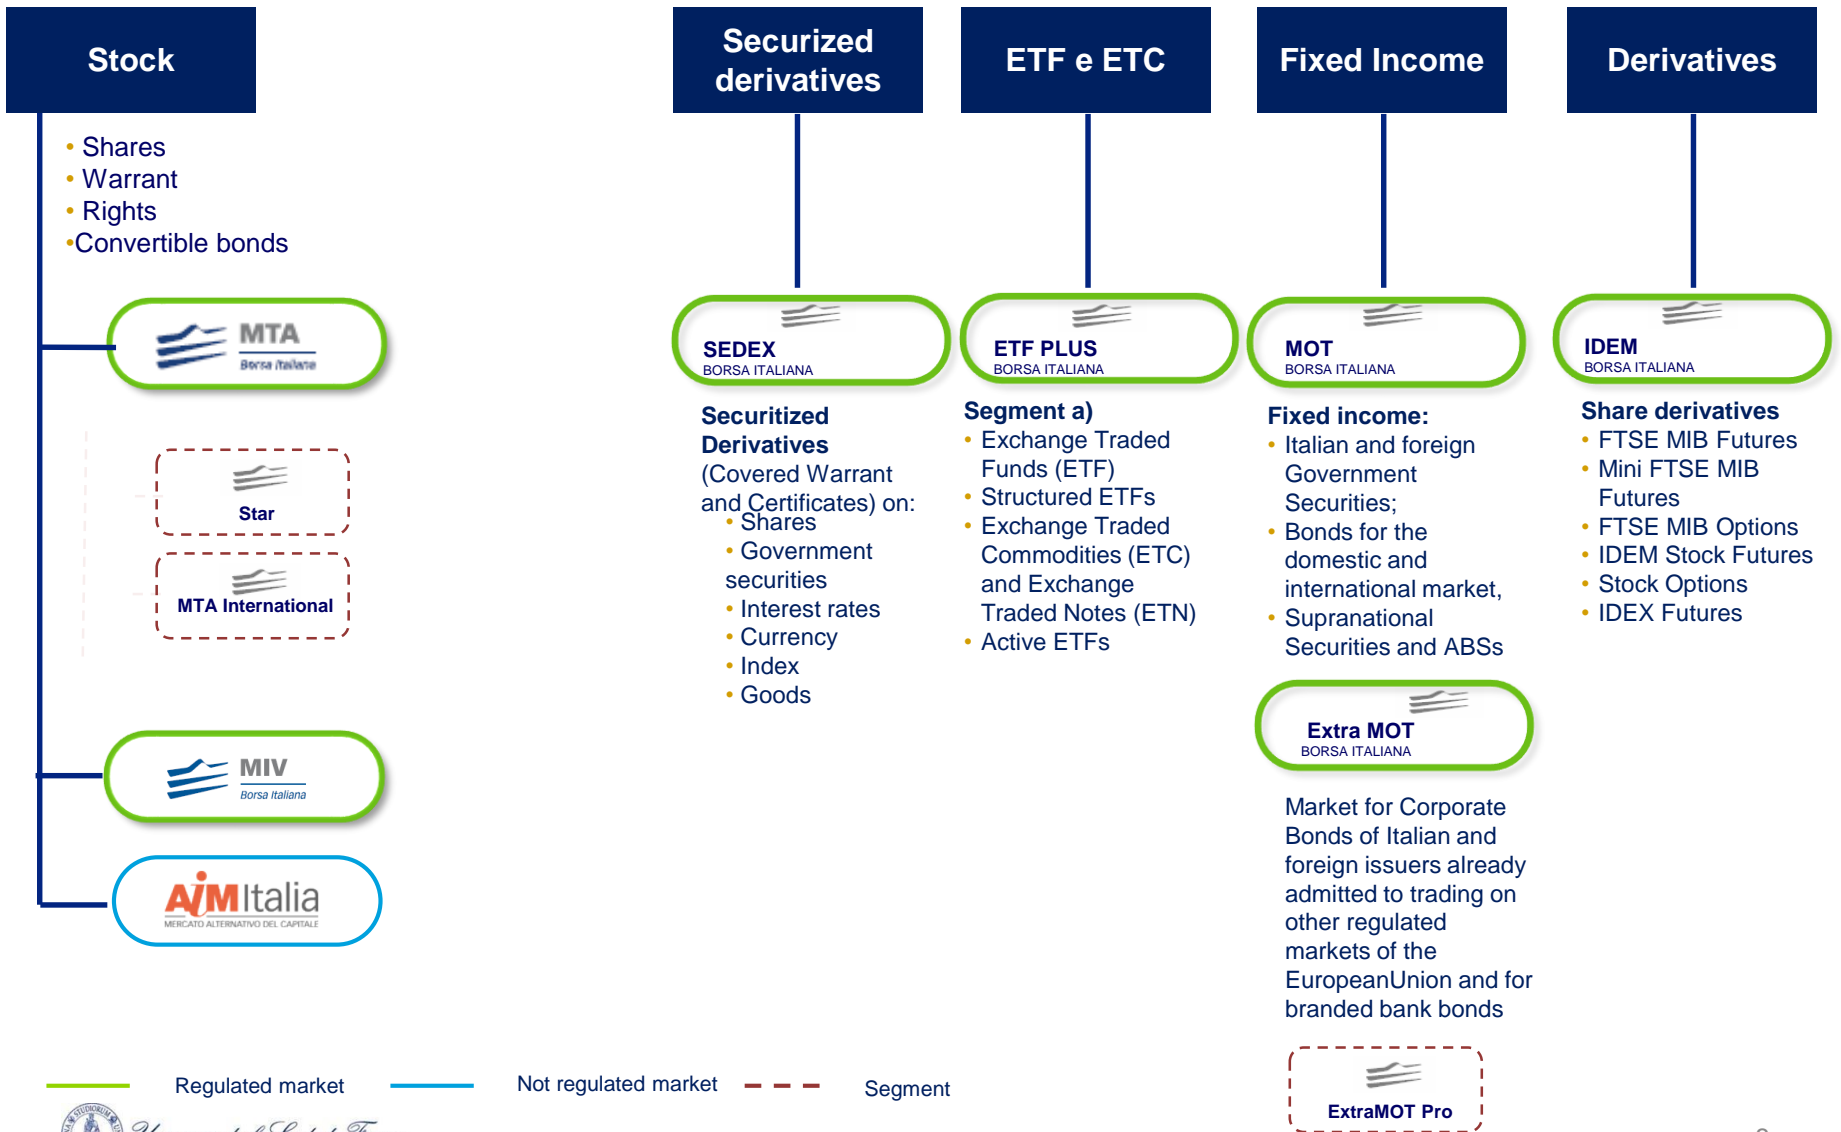 Stock
Securized
derivatives
ETF e ETC
Fixed Income
Derivatives
• Shares
• Warrant
• Rights
•Convertible bonds
MTA
Borsa Italiana
Star
MTA International
MIV
Borsa Italiana
AIM Italia
MERCATO ALTERNATIVO DEL CAPITALE
SEDEX
BORSA ITALIANA
Securitized
Derivatives
(Covered Warrant
and Certificates) on:
• Shares
• Government
securities
• Interest rates
• Currency
• Index
• Goods
ETF PLUS
BORSA ITALIANA
Segment a)
• Exchange Traded
Funds (ETF)
• Structured ETFs
• Exchange Traded
Commodities (ETC)
and Exchange
Traded Notes (ETN)
• Active ETFs
MOT
BORSA ITALIANA
Fixed income:
• Italian and foreign
Government
Securities;
• Bonds for the
domestic and
international market,
• Supranational
Securities and ABSs
Extra MOT
BORSA ITALIANA
Market for Corporate
Bonds of Italian and
foreign issuers already
admitted to trading on
other regulated
markets of the
EuropeanUnion and for
branded bank bonds
ExtraMOT Pro
IDEM
BORSA ITALIANA
Share derivatives
• FTSE MIB Futures
• Mini FTSE MIB
Futures
• FTSE MIB Options
• IDEM Stock Futures
• Stock Options
• IDEX Futures
Regulated market
Not regulated market
Segment